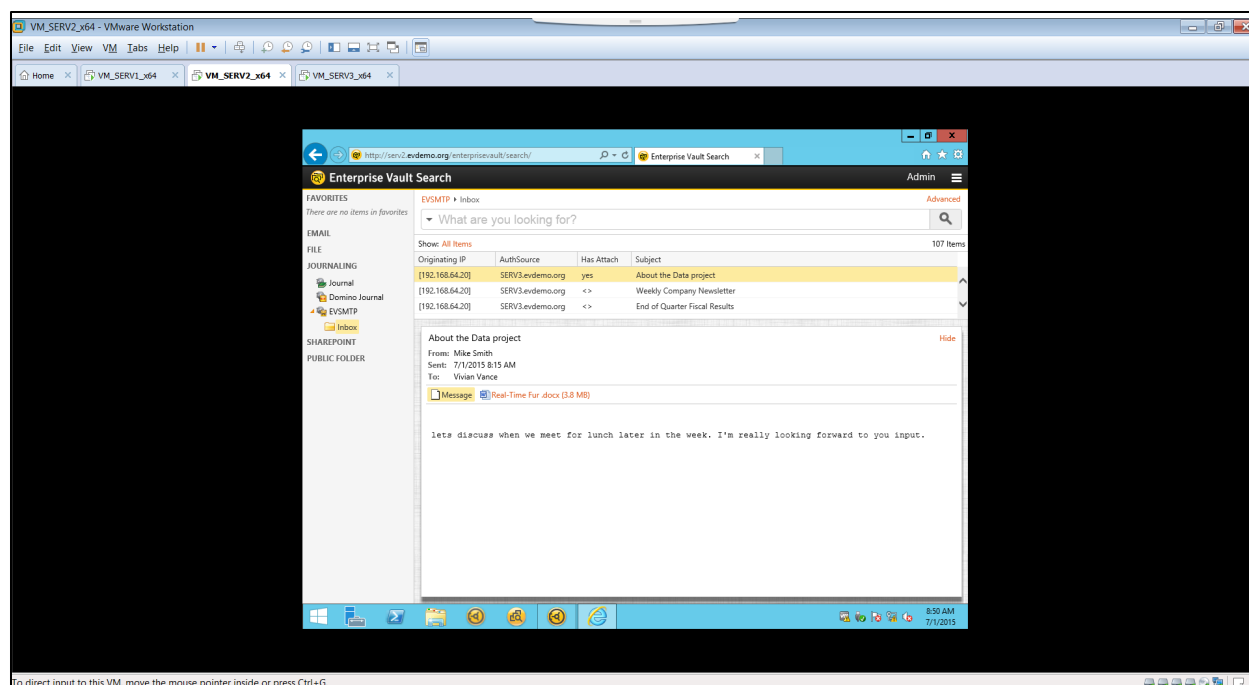 VM_SERV2_x64 - VMware Workstation
File Edit View VM Tabs Help
Home VM_SERV1_x64 VM_SERV2_x64 VM_SERV3_x64
http://serv2.evdemo.org/enterprisevault/search/ Enterprise Vault Search
Enterprise Vault Search Admin
FAVORITES
There are no items in favorites
EMAIL
FILE
JOURNALING
Journal
Domino Journal
EVSMTP
Inbox
SHAREPOINT
PUBLIC FOLDER
EVSMTP Inbox Advanced
What are you looking for?
Show: All Items 107 Items
Originating IP AuthSource Has Attach Subject
[192.168.64.20] SERV3.evdemo.org yes About the Data project
[192.168.64.20] SERV3.evdemo.org <> Weekly Company Newsletter
[192.168.64.20] SERV3.evdemo.org <> End of Quarter Fiscal Results
About the Data project Hide
From: Mike Smith
Sent: 7/1/2015 8:15 AM
To: Vivian Vance
Message Real-Time Fur .docx (3.8 MB)
lets discuss when we meet for lunch later in the week. I'm really looking forward to you input.
8:50 AM
7/1/2015
To direct input to this VM, move the mouse pointer inside or press Ctrl+G.